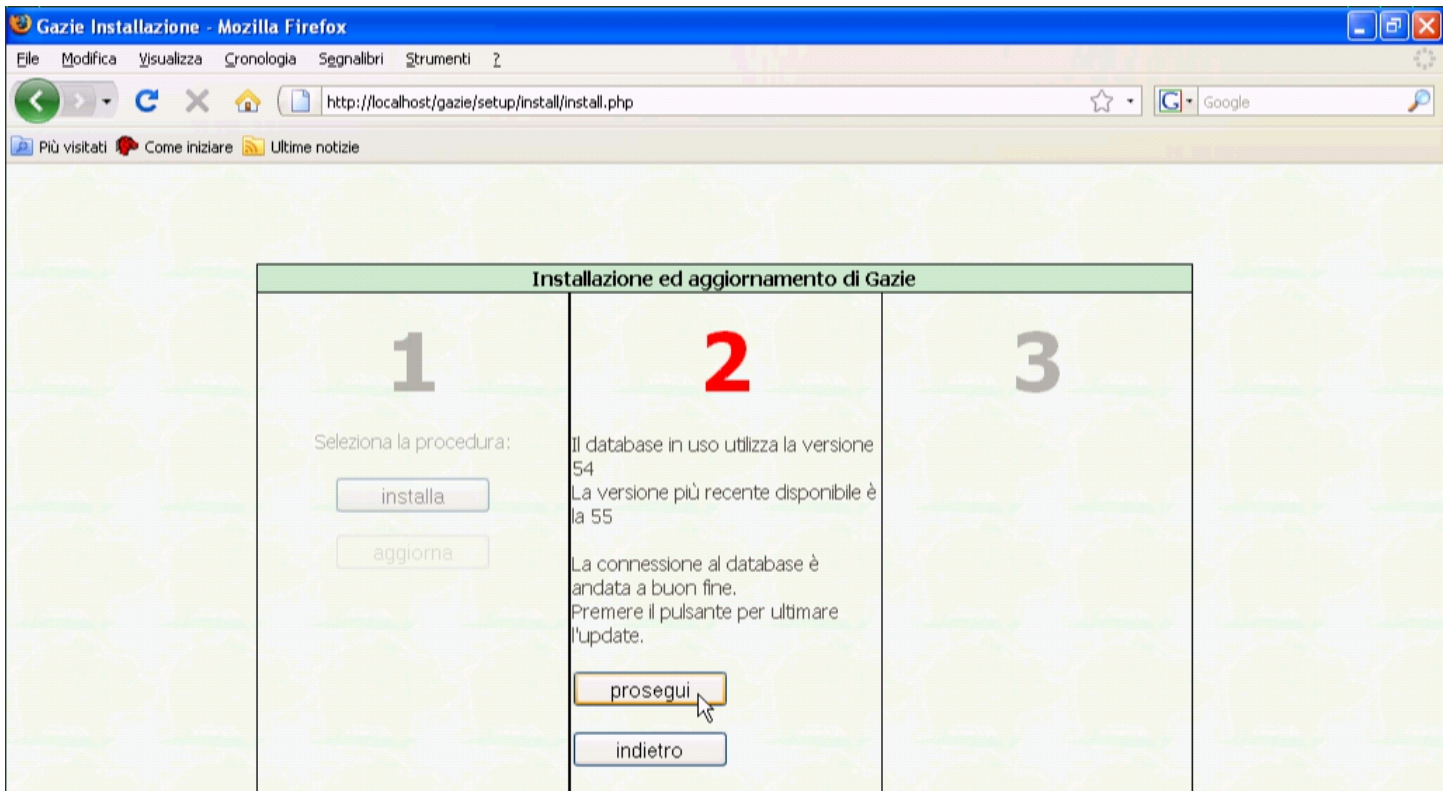 Gazie Installazione - Mozilla Firefox
File Modifica Visualizza Cronologia Segnalibri Strumenti ?
http://localhost/gazie/setup/install/install.php G Google
Più visitati Come iniziare Ultime notizie
Installazione ed aggiornamento di Gazie
1
Seleziona la procedura:
installa
aggiorna
2
Il database in uso utilizza la versione
54
La versione più recente disponibile è
la 55
La connessione al database è
andata a buon fine.
Premere il pulsante per ultimare
l'update.
prosegui
indietro
3